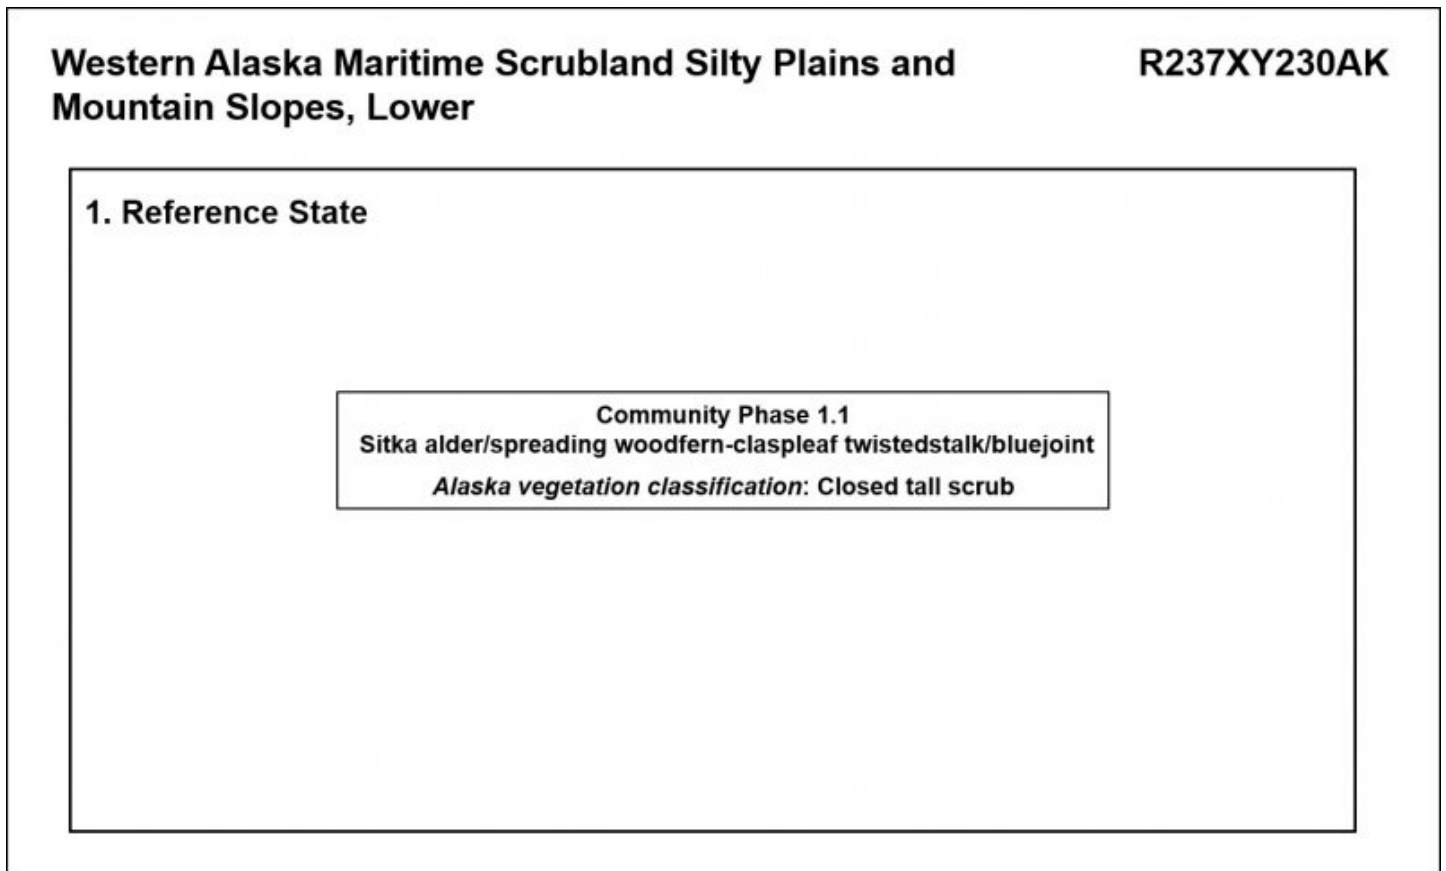 Western Alaska Maritime Scrubland Silty Plains and
Mountain Slopes, Lower
R237XY230AK
1. Reference State
Community Phase 1.1
Sitka alder/spreading woodfern-claspleaf twistedstalk/bluejoint
Alaska vegetation classification: Closed tall scrub